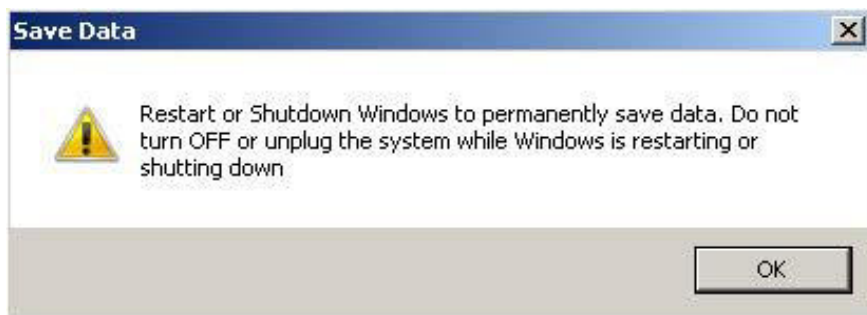 Save Data
Restart or Shutdown Windows to permanently save data. Do not
turn OFF or unplug the system while Windows is restarting or
shutting down
OK